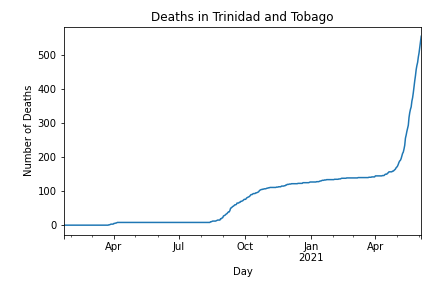 Deaths in Trinidad and Tobago
Number of Deaths
500
400
300
200
100
0
Apr
Jul
Oct
Jan
2021
Apr
Day